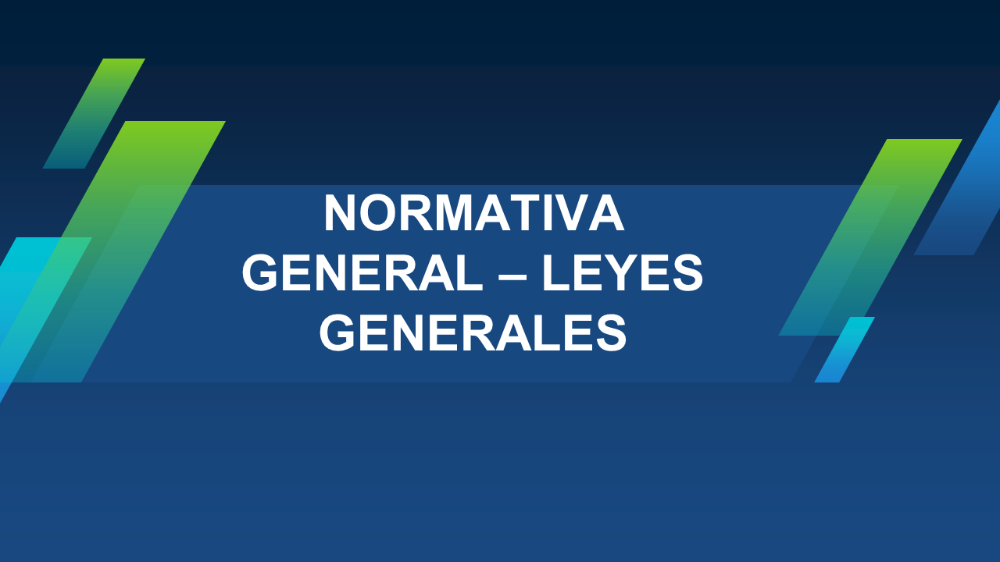 NORMATIVA
GENERAL – LEYES
GENERALES